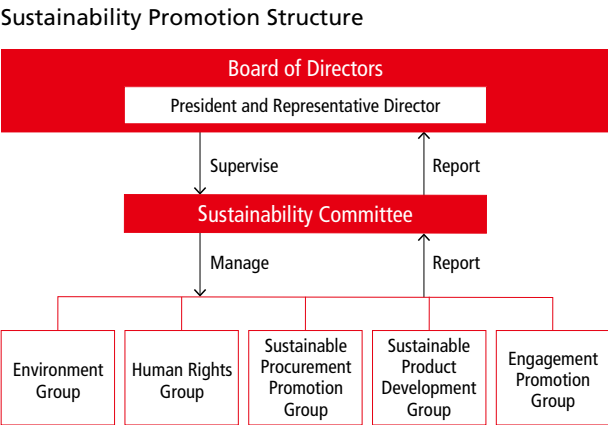 Sustainability Promotion Structure
Board of Directors
President and Representative Director
Supervise
Report
Sustainability Committee
Manage
Report
Environment
Group
Human Rights
Group
Sustainable
Procurement
Promotion
Group
Sustainable
Product
Development
Group
Engagement
Promotion
Group